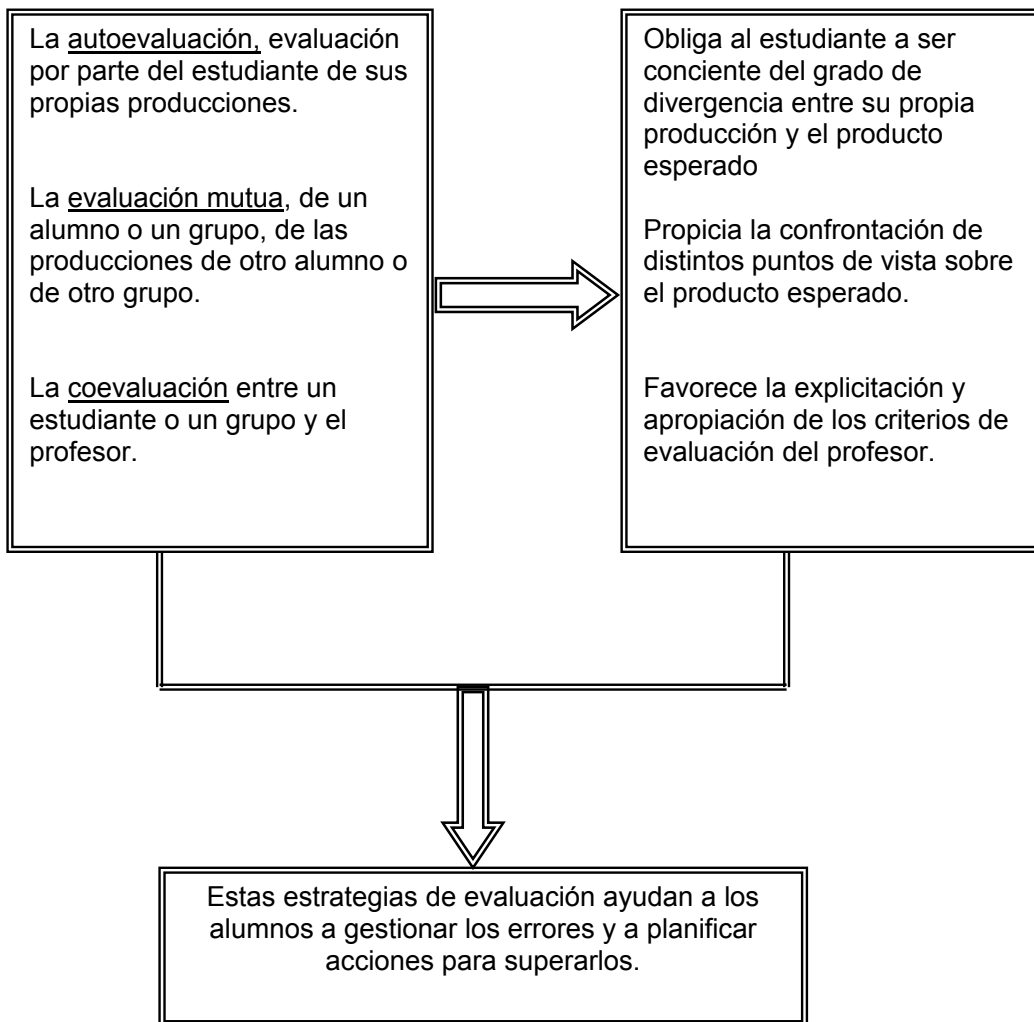 La autoevaluación, evaluación
por parte del estudiante de sus
propias producciones.
La evaluación mutua, de un
alumno o un grupo, de las
producciones de otro alumno o
de otro grupo.
La coevaluación entre un
estudiante o un grupo y el
profesor.
Obliga al estudiante a ser
conciente del grado de
divergencia entre su propia
producción y el producto
esperado
Propicia la confrontación de
distintos puntos de vista sobre
el producto esperado.
Favorece la explicitación y
apropiación de los criterios de
evaluación del profesor.
Estas estrategias de evaluación ayudan a los
alumnos a gestionar los errores y a planificar
acciones para superarlos.